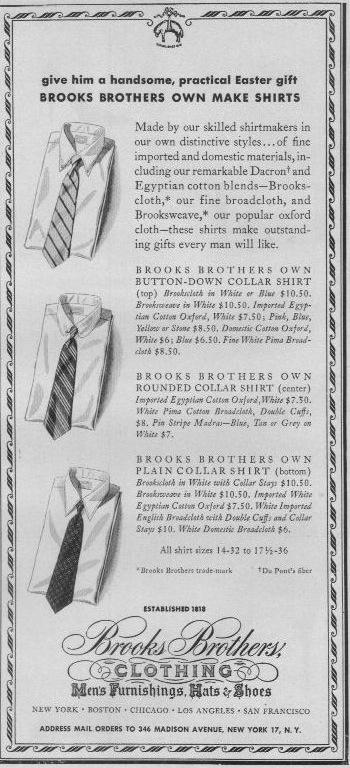 give him a handsome, practical Easter gift
BROOKS BROTHERS OWN MAKE SHIRTS
Made by our skilled shirtmakers in
our own distinctive styles...of fine
imported and domestic materials, in-
cluding our remarkable Dacron† and
Egyptian cotton blends—Brooks-
cloth,* our fine broadcloth, and
Brooksweave,* our popular oxford
cloth—these shirts make outstand-
ing gifts every man will like.
BROOKS BROTHERS OWN
BUTTON-DOWN COLLAR SHIRT
(top) Brookscloth in White or Blue $10.50.
Brooksweave in White $10.50. Imported Egyp-
tian Cotton Oxford, White $7.50; Pink, Blue,
Yellow or Stone $8.50. Domestic Cotton Oxford,
White $6; Blue $6.50. Fine White Pima Broad-
cloth $8.50.
BROOKS BROTHERS OWN
ROUNDED COLLAR SHIRT (center)
Imported Egyptian Cotton Oxford, White $7.50.
White Pima Cotton Broadcloth, Double Cuffs,
$8. Pin Stripe Madras—Blue, Tan or Grey on
White $7.
BROOKS BROTHERS OWN
PLAIN COLLAR SHIRT (bottom)
Brookscloth in White with Collar Stays $10.50.
Brooksweave in White $10.50. Imported White
Egyptian Cotton Oxford $7.50. White Imported
English Broadcloth with Double Cuffs and Collar
Stays $10. White Domestic Broadcloth $6.
All shirt sizes 14-32 to 17½-36
*Brooks Brothers trade-mark †Du Pont's fiber
ESTABLISHED 1818
Brooks Brothers,
CLOTHING
Men's Furnishings, Hats & Shoes
NEW YORK • BOSTON • CHICAGO • LOS ANGELES • SAN FRANCISCO
ADDRESS MAIL ORDERS TO 346 MADISON AVENUE, NEW YORK 17, N. Y.